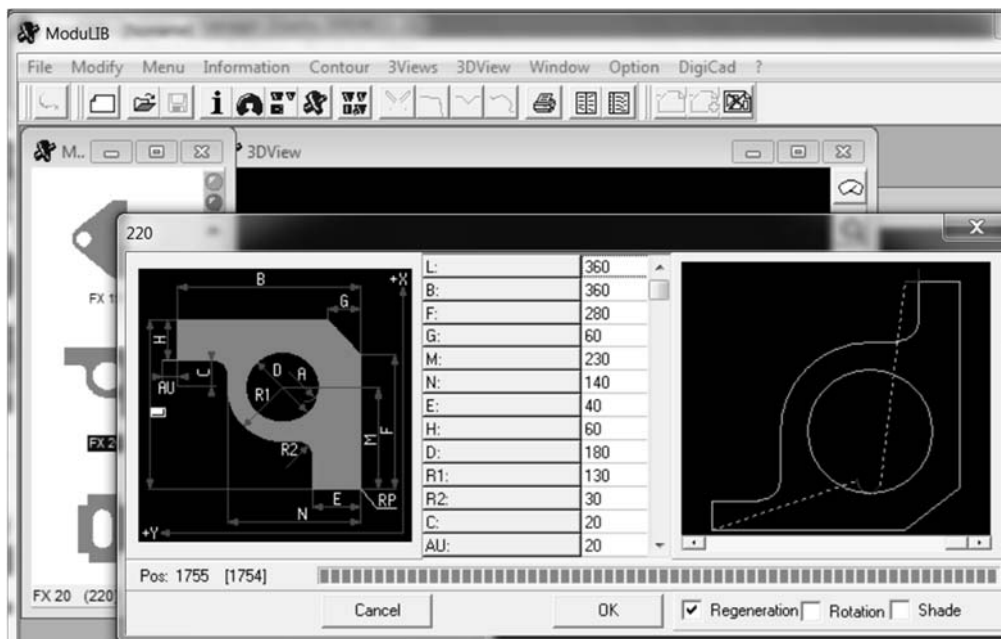 ModuLIB
File Modify Menu Information Contour 3Views 3DView Window Option DigiCad ?
M..
3DView
220
FX
FX 2
FX 20 (220)
B
+X
G
H
C
AU
D
A
R1
M
F
R2
E
RP
N
+Y
L: 360
B: 360
F: 280
G: 60
M: 230
N: 140
E: 40
H: 60
D: 180
R1: 130
R2: 30
C: 20
AU: 20
Pos: 1755 [1754]
Cancel
OK
Regeneration
Rotation
Shade